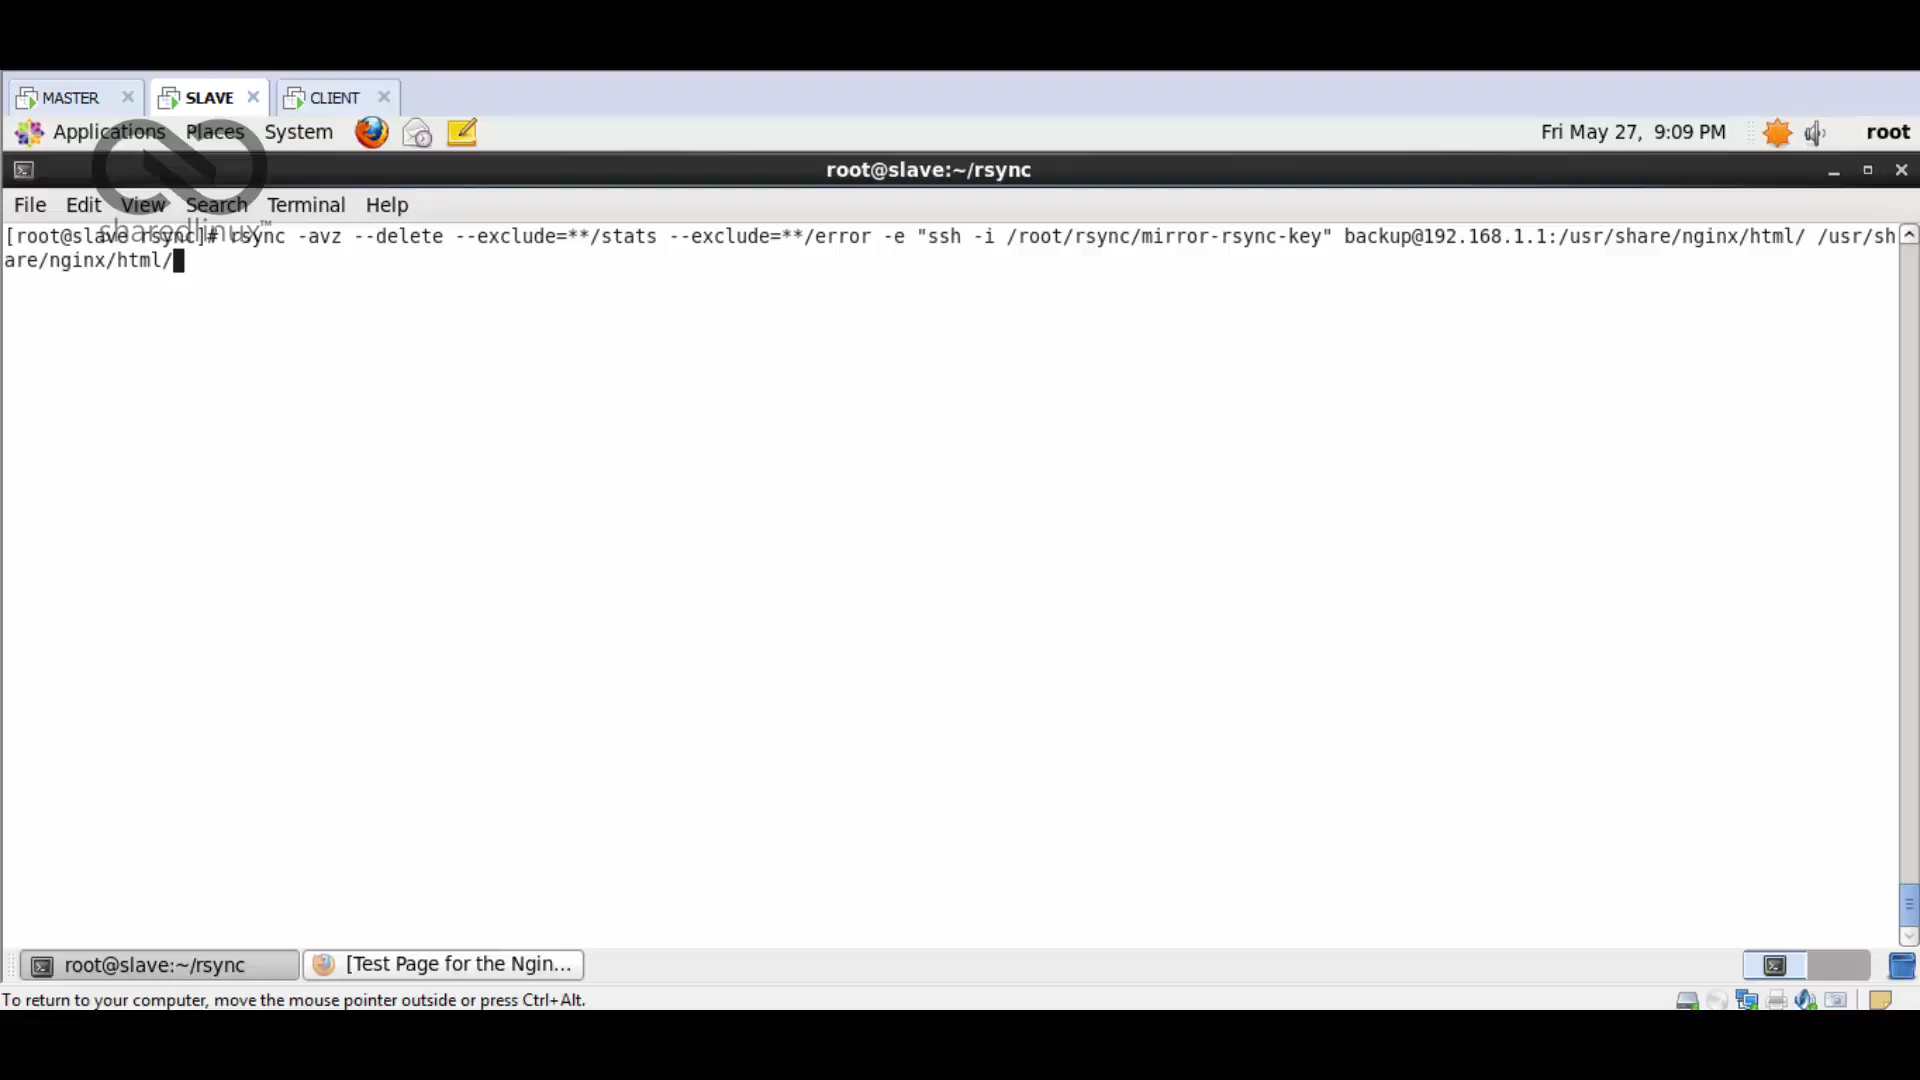 MASTER SLAVE CLIENT
Applications Places System Fri May 27, 9:09 PM root
root@slave:~/rsync
File Edit View Search Terminal Help
sharedlinux™
[root@slave rsync]# rsync -avz --delete --exclude=**/stats --exclude=**/error -e "ssh -i /root/rsync/mirror-rsync-key" backup@192.168.1.1:/usr/share/nginx/html/ /usr/sh
are/nginx/html/
root@slave:~/rsync [Test Page for the Ngin...
To return to your computer, move the mouse pointer outside or press Ctrl+Alt.